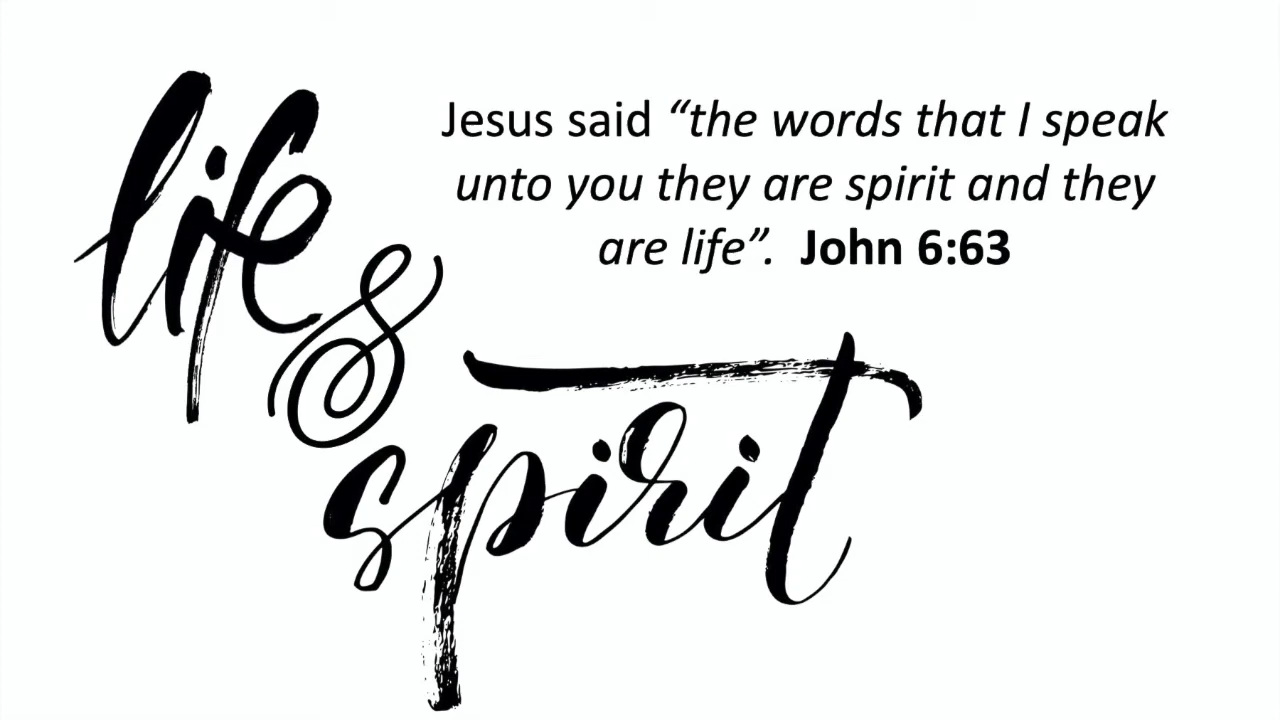 life
&
spirit
Jesus said “the words that I speak
unto you they are spirit and they
are life”. John 6:63